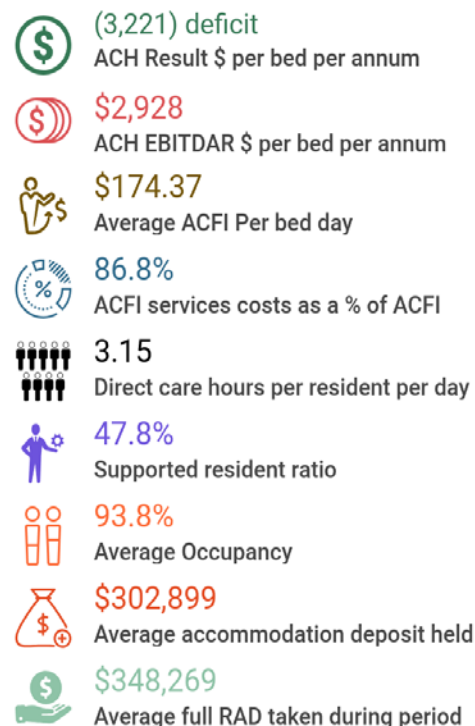 (3,221) deficit
ACH Result $ per bed per annum
$2,928
ACH EBITDAR $ per bed per annum
$174.37
Average ACFI Per bed day
86.8%
ACFI services costs as a % of ACFI
3.15
Direct care hours per resident per day
47.8%
Supported resident ratio
93.8%
Average Occupancy
$302,899
Average accommodation deposit held
$348,269
Average full RAD taken during period